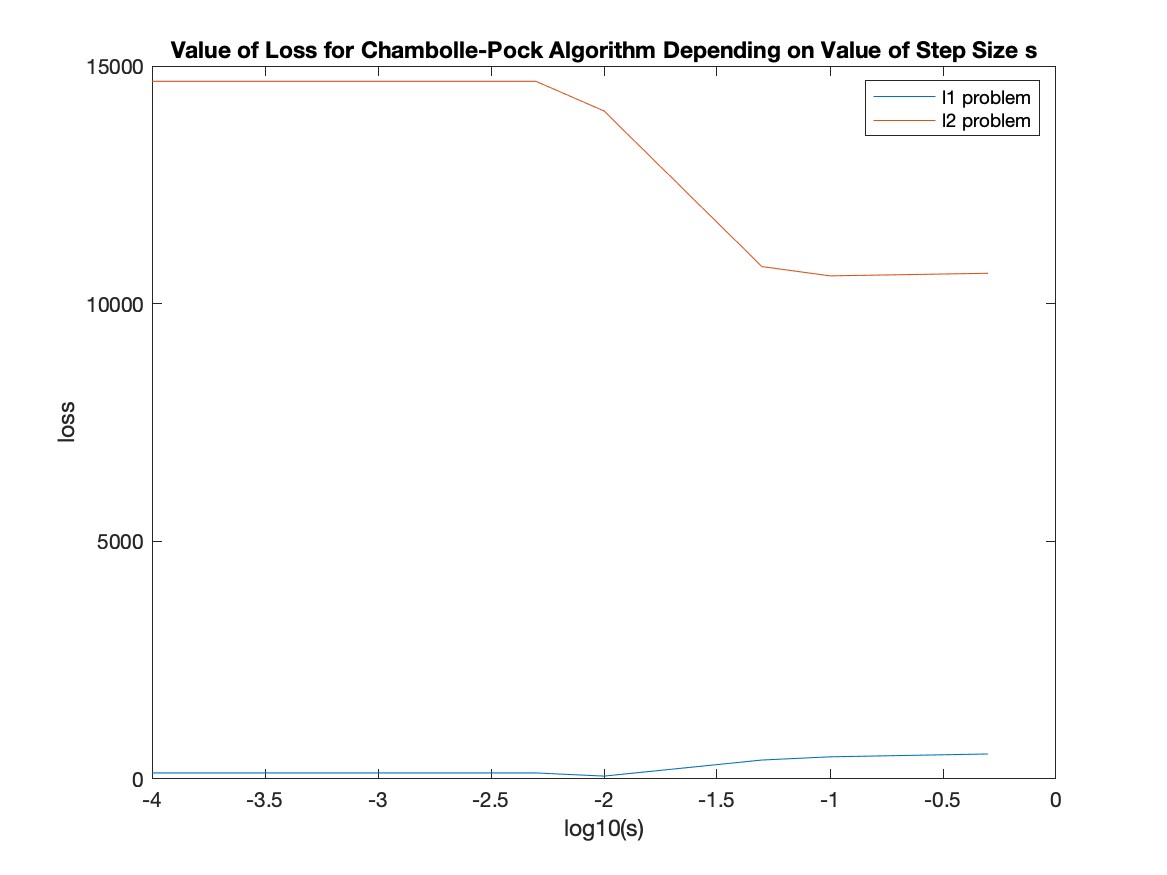 Value of Loss for Chambolle-Pock Algorithm Depending on Value of Step Size s
15000
l1 problem
l2 problem
10000
loss
5000
0
-4 -3.5 -3 -2.5 -2 -1.5 -1 -0.5 0
log10(s)